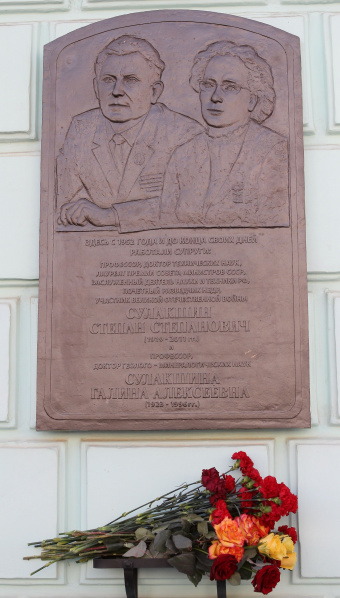 ЗДЕСЬ С 1952 ГОДА И ДО КОНЦА СВОИХ ДНЕЙ
РАБОТАЛИ СУПРУГИ
ПРОФЕССОР, ДОКТОР ТЕХНИЧЕСКИХ НАУК,
ЛАУРЕАТ ПРЕМИИ СОВЕТА МИНИСТРОВ СССР,
ЗАСЛУЖЕННЫЙ ДЕЯТЕЛЬ НАУКИ И ТЕХНИКИ РФ,
ПОЧЕТНЫЙ РАЗВЕДЧИК НЕДР,
УЧАСТНИК ВЕЛИКОЙ ОТЕЧЕСТВЕННОЙ ВОЙНЫ
СУЛАКШИН
СТЕПАН СТЕПАНОВИЧ
И
ПРОФЕССОР,
ДОКТОР ГЕОЛОГО - МИНЕРАЛОГИЧЕСКИХ НАУК
СУЛАКШИНА
ГАЛИНА АЛЕКСЕЕВНА